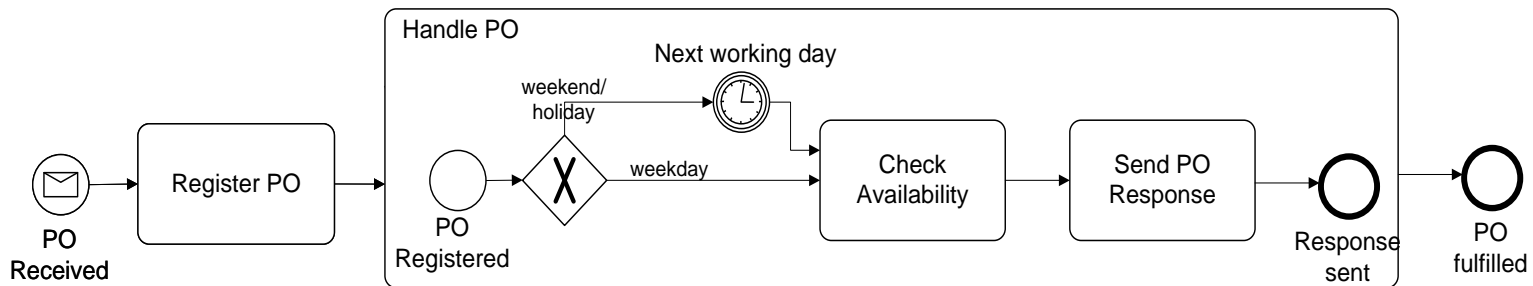 Handle PO
Next working day
weekend/
holiday
weekday
Register PO
Check
Availability
Send PO
Response
PO
Received
PO
Registered
Response
sent
PO
fulfilled